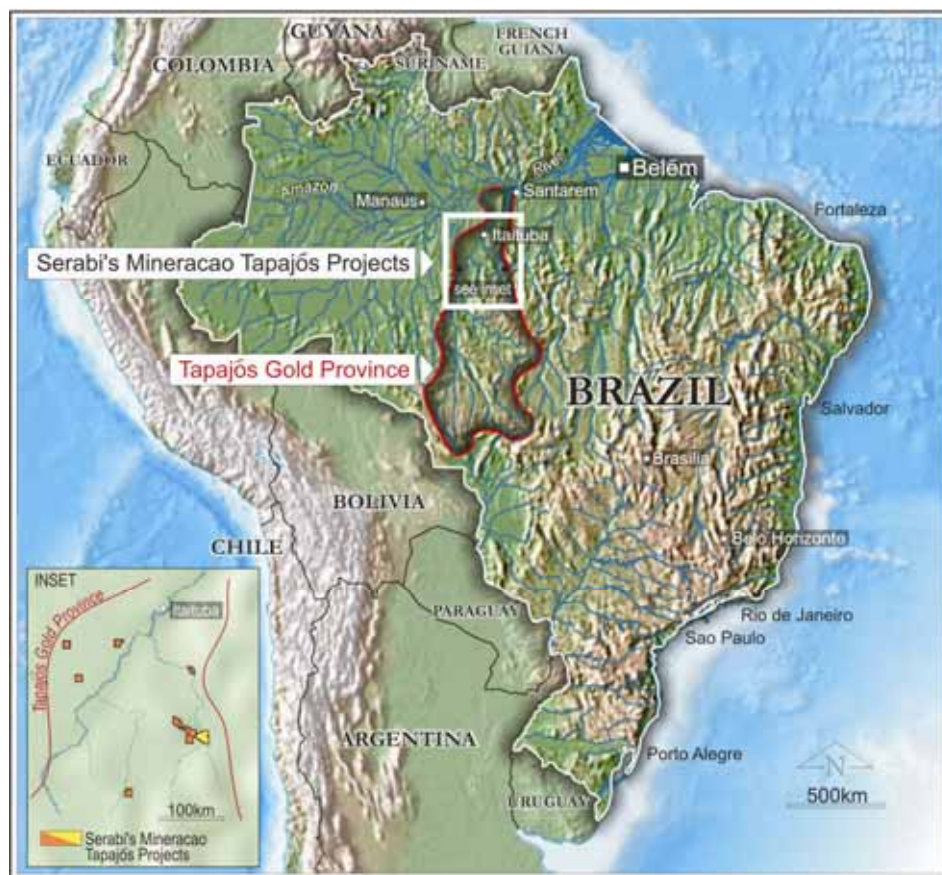 GUYANA
FRENCH
GUIANA
SURINAME
COLOMBIA
ECUADOR
Amazon
River
Belém
Manaus
Santarem
Fortaleza
Itaituba
Serabi's Mineracao Tapajós Projects
see inset
Tapajós Gold Province
BRAZIL
Salvador
Brasilia
BOLIVIA
CHILE
Belo Horizonte
PARAGUAY
Rio de Janeiro
Sao Paulo
ARGENTINA
Porto Alegre
URUGUAY
N
500km
INSET
Itaituba
Tapajós Gold Province
100km
Serabi's Mineracao
Tapajós Projects